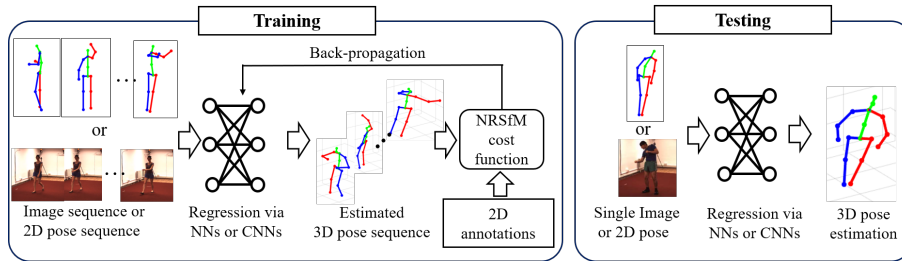 Training
Back-propagation
or
Image sequence or
2D pose sequence
Regression via
NNs or CNNs
Estimated
3D pose sequence
NRSfM
cost
function
2D
annotations
Testing
or
Single Image
or 2D pose
Regression via
NNs or CNNs
3D pose
estimation